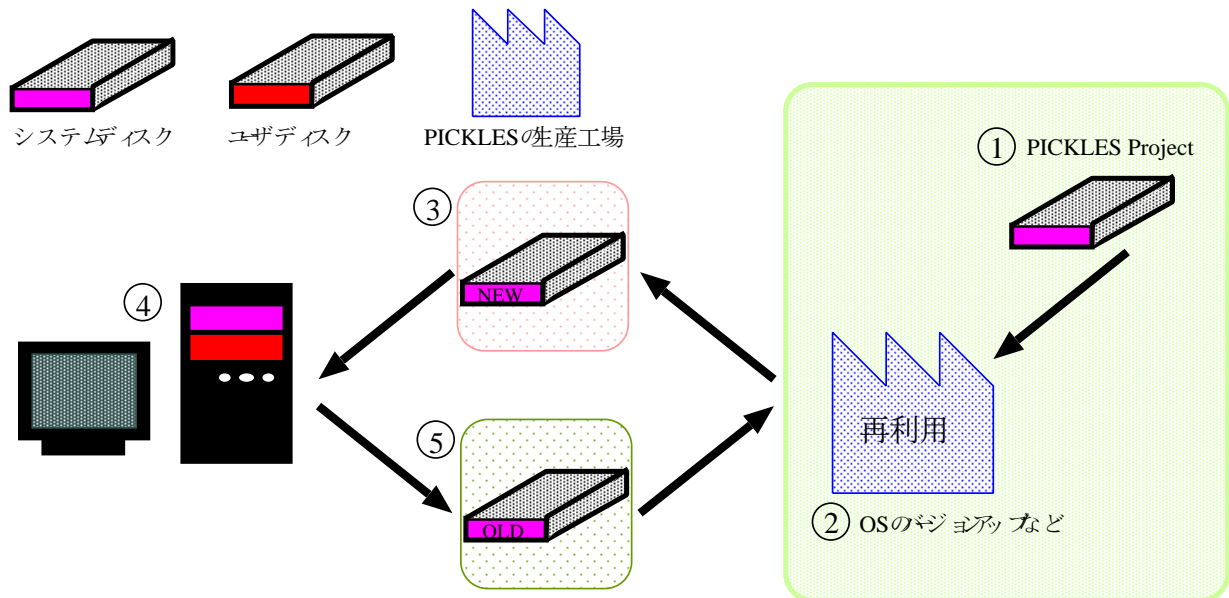 システムディスク
ユーザディスク
PICKLESの生産工場
① PICKLES Project
③
NEW
④
再利用
⑤
OLD
② OSのバージョンアップなど